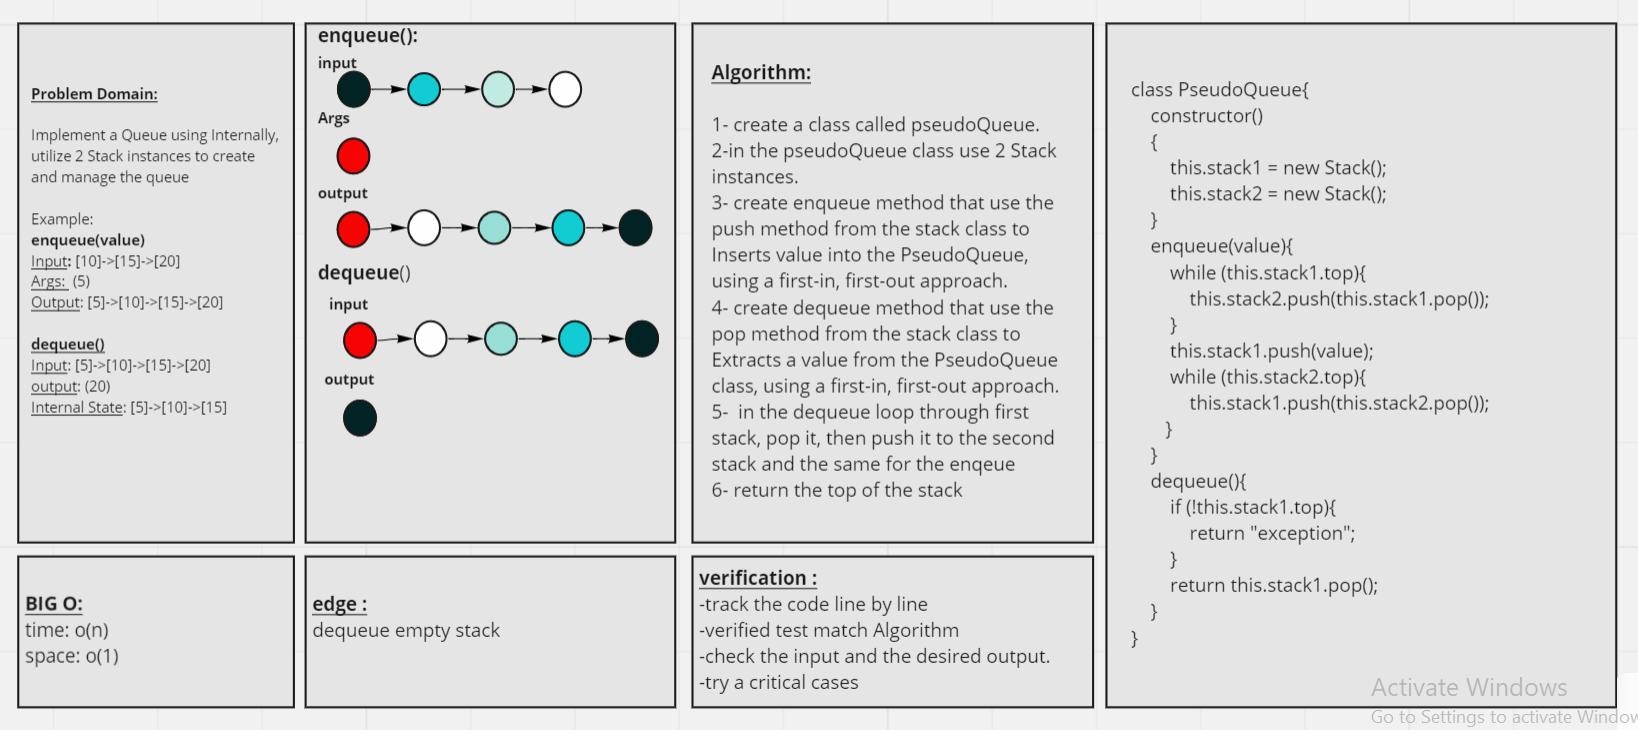 Problem Domain:
Implement a Queue using Internally,
utilize 2 Stack instances to create
and manage the queue
Example:
enqueue(value)
Input: [10]->[15]->[20]
Args: (5)
Output: [5]->[10]->[15]->[20]
dequeue()
Input: [5]->[10]->[15]->[20]
output: (20)
Internal State: [5]->[10]->[15]
enqueue():
input
Args
output
dequeue()
input
output
Algorithm:
1- create a class called pseudoQueue.
2-in the pseudoQueue class use 2 Stack
instances.
3- create enqueue method that use the
push method from the stack class to
Inserts value into the PseudoQueue,
using a first-in, first-out approach.
4- create dequeue method that use the
pop method from the stack class to
Extracts a value from the PseudoQueue
class, using a first-in, first-out approach.
5- in the dequeue loop through first
stack, pop it, then push it to the second
stack and the same for the enqeue
6- return the top of the stack
class PseudoQueue{
constructor()
{
this.stack1 = new Stack();
this.stack2 = new Stack();
}
enqueue(value){
while (this.stack1.top){
this.stack2.push(this.stack1.pop());
}
this.stack1.push(value);
while (this.stack2.top){
this.stack1.push(this.stack2.pop());
}
}
dequeue(){
if (!this.stack1.top){
return "exception";
}
return this.stack1.pop();
}
}
BIG O:
time: o(n)
space: o(1)
edge :
dequeue empty stack
verification :
-track the code line by line
-verified test match Algorithm
-check the input and the desired output.
-try a critical cases
Activate Windows
Go to Settings to activate Window